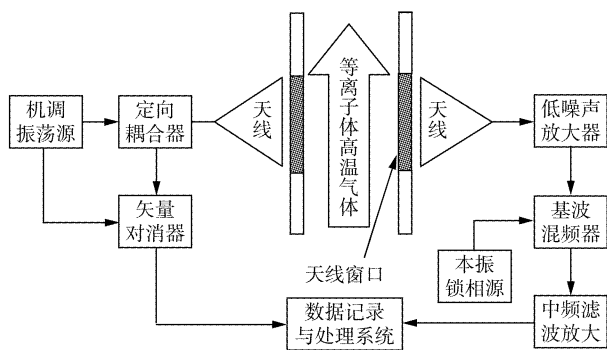 机调
振荡源
定向
耦合器
天线
等离子体高温气体
天线
低噪声
放大器
矢量
对消器
基波
混频器
天线窗口
本振
锁相源
数据记录
与处理系统
中频滤
波放大